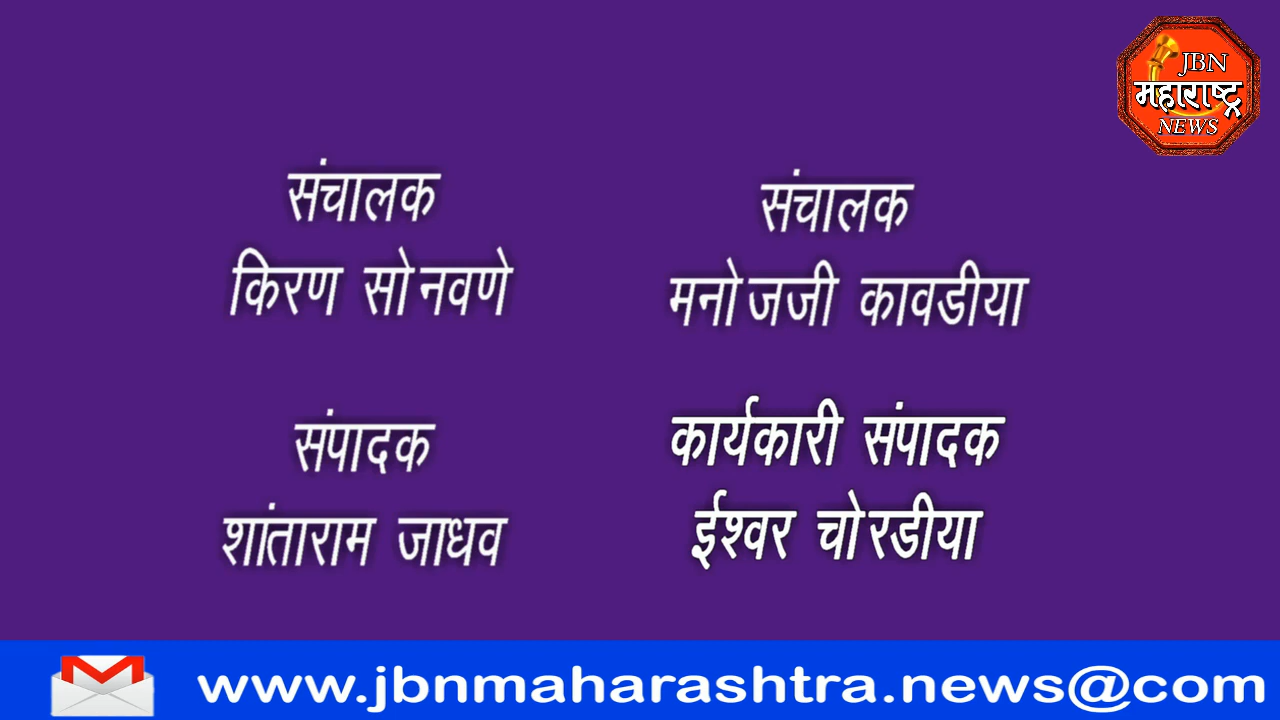 JBN
महाराष्ट्र
NEWS
संचालक
किरण सोनवणे
संचालक
मनोजजी कावडीया
संपादक
शांताराम जाधव
कार्यकारी संपादक
ईश्वर चोरडीया
www.jbnmaharashtra.news@com